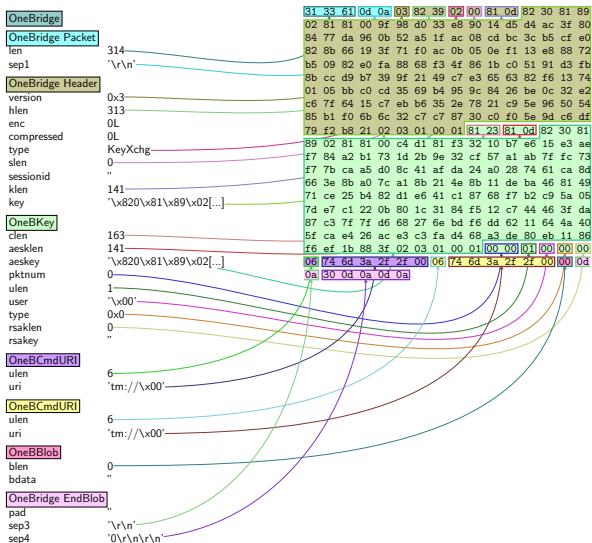 OneBridge
OneBridge Packet
len 314
sep1 '\r\n'
OneBridge Header
version 0x3
hlen 313
enc 0L
compressed 0L
type KeyXchg
slen 0
sessionid ''
klen 141
key '\x820\x81\x89\x02[...]
OneBKey
clen 163
aesklen 141
aeskey '\x820\x81\x89\x02[...]
pktnum 0
ulen 1
user '\x00'
type 0x0
rsaklen 0
rsakey ''
OneBCmdURI
ulen 6
uri 'tm://\x00'
OneBCmdURI
ulen 6
uri 'tm://\x00'
OneBBlob
blen 0
bdata ''
OneBridge EndBlob
pad ''
sep3 '\r\n'
sep4 '0\r\n\r\n'
31 33 61 0d 0a 03 82 39 02 00 81 0d 82 30 81 89
02 81 81 00 9f 98 d0 33 e8 90 14 d5 d4 ac 3f 80
84 77 da 96 0b 52 a5 1f ac 08 cd bc 3c b5 cf e0
82 8b 66 19 3f 71 f0 ac 0b 05 0e f1 13 e8 88 72
b5 09 82 e0 fa 88 68 f3 4f 86 1b c0 51 91 d3 fb
8b cc d9 b7 39 9f 21 49 c7 e3 65 63 82 f6 13 74
01 05 bb c0 cd 35 69 b4 95 9c 84 26 be 0c 32 e2
c6 7f 64 15 c7 eb b6 35 2e 78 21 c9 5e 96 50 54
85 b1 f0 6b 6c 32 c7 c7 87 30 c0 f0 5e 9d c6 df
79 f2 b8 21 02 03 01 00 01 81 23 81 0d 82 30 81
89 02 81 81 00 c4 d1 81 f3 32 10 b7 e6 15 e3 ae
f7 84 a2 b1 73 1d 2b 9e 32 cf 57 a1 ab 7f fc 73
f7 ca a5 b7 d5 0d 8c 41 af da 24 a0 28 74 61 ca 8d
66 3e 8b a0 7c a1 8b 21 4e 8b 11 de ba 46 81 49
71 ce 25 b4 82 d1 e6 41 c1 87 68 f7 b2 c9 5a 05
7d e7 c1 22 0b 80 1c 31 84 f5 12 c7 44 46 3f da
87 c3 7f 7f d6 68 27 6e bd f6 dd 62 11 64 4a 40
5f ca e4 26 ac e3 c3 fa d4 68 a3 de 80 eb 11 86
f6 ef 1b 88 3f 02 03 01 00 01 00 00 01 00 00 00
06 74 6d 3a 2f 2f 00 06 74 6d 3a 2f 2f 00 00 0d
0a 30 0d 0a 0d 0a